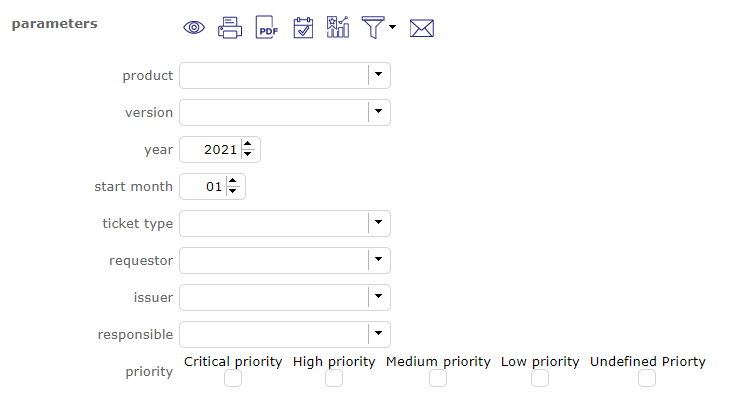 parameters
PDF
product
version
year 2021
start month 01
ticket type
requestor
issuer
responsible
Critical priority High priority Medium priority Low priority Undefined Priorty
priority